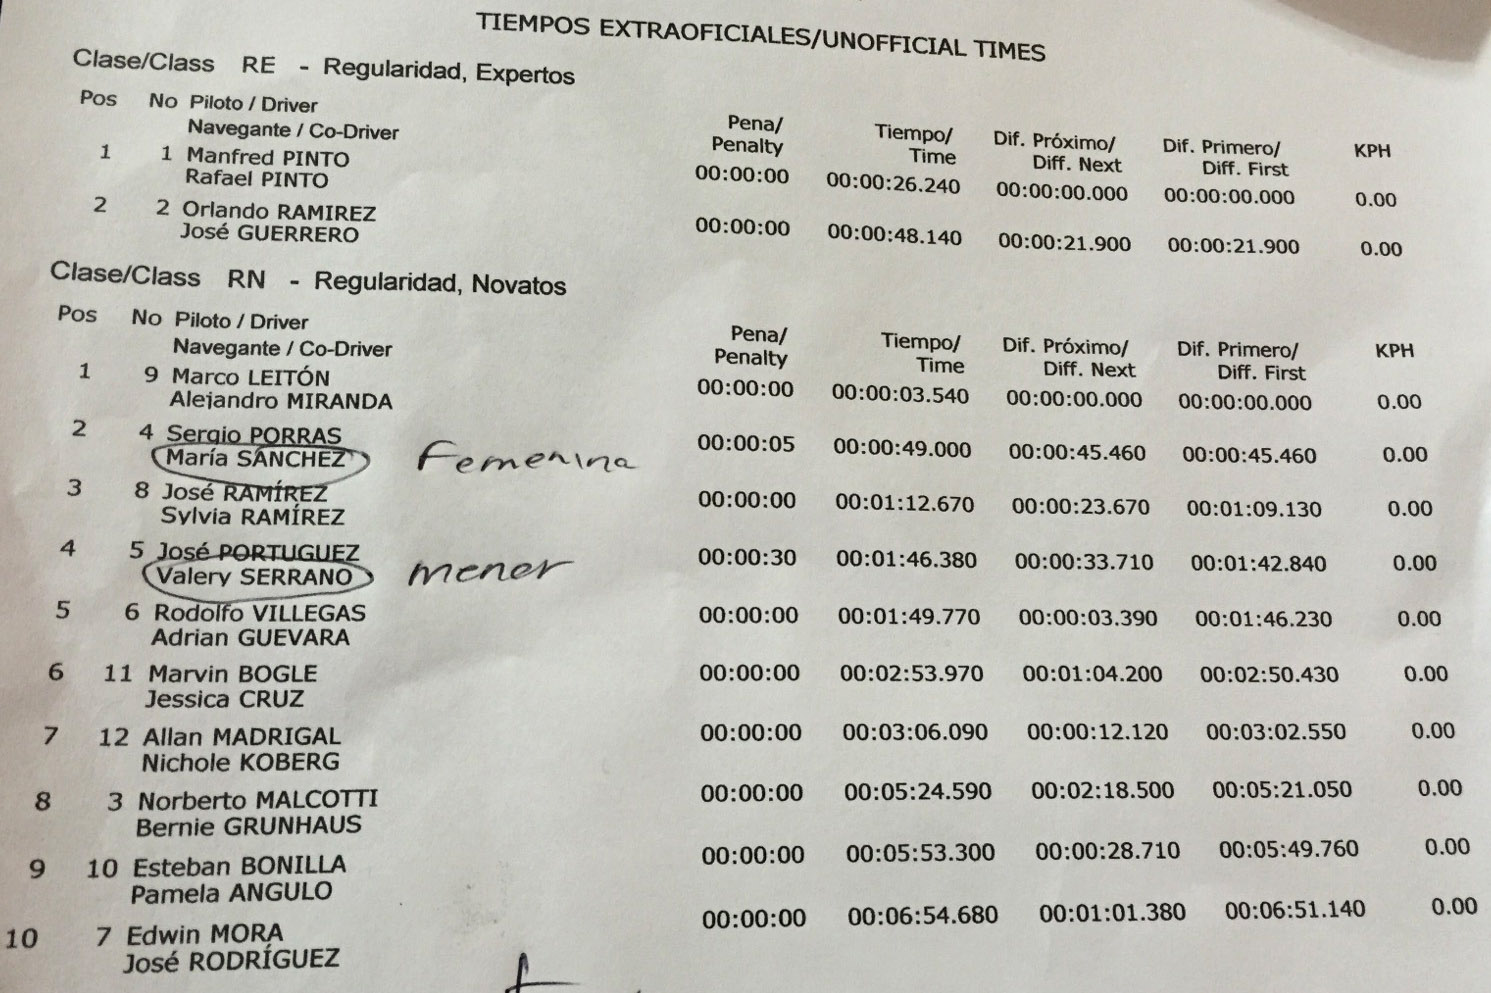 TIEMPOS EXTRAOFICIALES/UNOFFICIAL TIMES
Clase/Class RE - Regularidad, Expertos
Pos No Piloto / Driver
Navegante / Co-Driver
Pena/ Penalty Tiempo/ Time Dif. Próximo/ Diff. Next Dif. Primero/ Diff. First KPH
1 1 Manfred PINTO 00:00:00 00:00:26.240 00:00:00.000 00:00:00.000 0.00
Rafael PINTO
2 2 Orlando RAMIREZ 00:00:00 00:00:48.140 00:00:21.900 00:00:21.900 0.00
José GUERRERO
Clase/Class RN - Regularidad, Novatos
Pos No Piloto / Driver
Navegante / Co-Driver
Pena/ Penalty Tiempo/ Time Dif. Próximo/ Diff. Next Dif. Primero/ Diff. First KPH
1 9 Marco LEITÓN 00:00:00 00:00:03.540 00:00:00.000 00:00:00.000 0.00
Alejandro MIRANDA
2 4 Sergio PORRAS 00:00:05 00:00:49.000 00:00:45.460 00:00:45.460 0.00
María SÁNCHEZ Femenina
3 8 José RAMÍREZ 00:00:00 00:01:12.670 00:00:23.670 00:01:09.130 0.00
Sylvia RAMÍREZ
4 5 José PORTUGUEZ 00:00:30 00:01:46.380 00:00:33.710 00:01:42.840 0.00
Valery SERRANO menor
5 6 Rodolfo VILLEGAS 00:00:00 00:01:49.770 00:00:03.390 00:01:46.230 0.00
Adrian GUEVARA
6 11 Marvin BOGLE 00:00:00 00:02:53.970 00:01:04.200 00:02:50.430 0.00
Jessica CRUZ
7 12 Allan MADRIGAL 00:00:00 00:03:06.090 00:00:12.120 00:03:02.550 0.00
Nichole KOBERG
8 3 Norberto MALCOTTI 00:00:00 00:05:24.590 00:02:18.500 00:05:21.050 0.00
Bernie GRUNHAUS
9 10 Esteban BONILLA 00:00:00 00:05:53.300 00:00:28.710 00:05:49.760 0.00
Pamela ANGULO
10 7 Edwin MORA 00:00:00 00:06:54.680 00:01:01.380 00:06:51.140 0.00
José RODRÍGUEZ